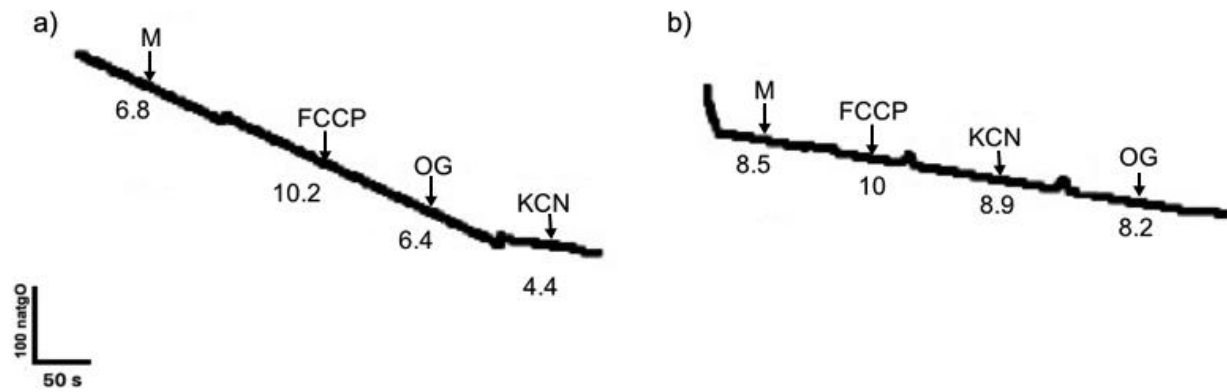 a)
M
6.8
FCCP
10.2
OG
6.4
KCN
4.4
100 natgO
50 s
b)
M
8.5
FCCP
10
KCN
8.9
OG
8.2